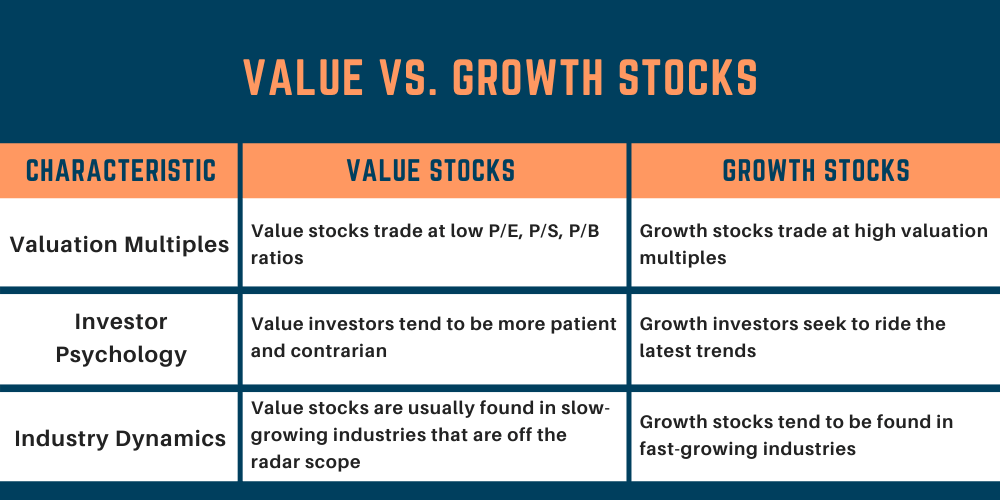 VALUE VS. GROWTH STOCKS
CHARACTERISTIC
VALUE STOCKS
GROWTH STOCKS
Valuation Multiples
Value stocks trade at low P/E, P/S, P/B
ratios
Growth stocks trade at high valuation
multiples
Investor
Psychology
Value investors tend to be more patient
and contrarian
Growth investors seek to ride the
latest trends
Industry Dynamics
Value stocks are usually found in slow-
growing industries that are off the
radar scope
Growth stocks tend to be found in
fast-growing industries